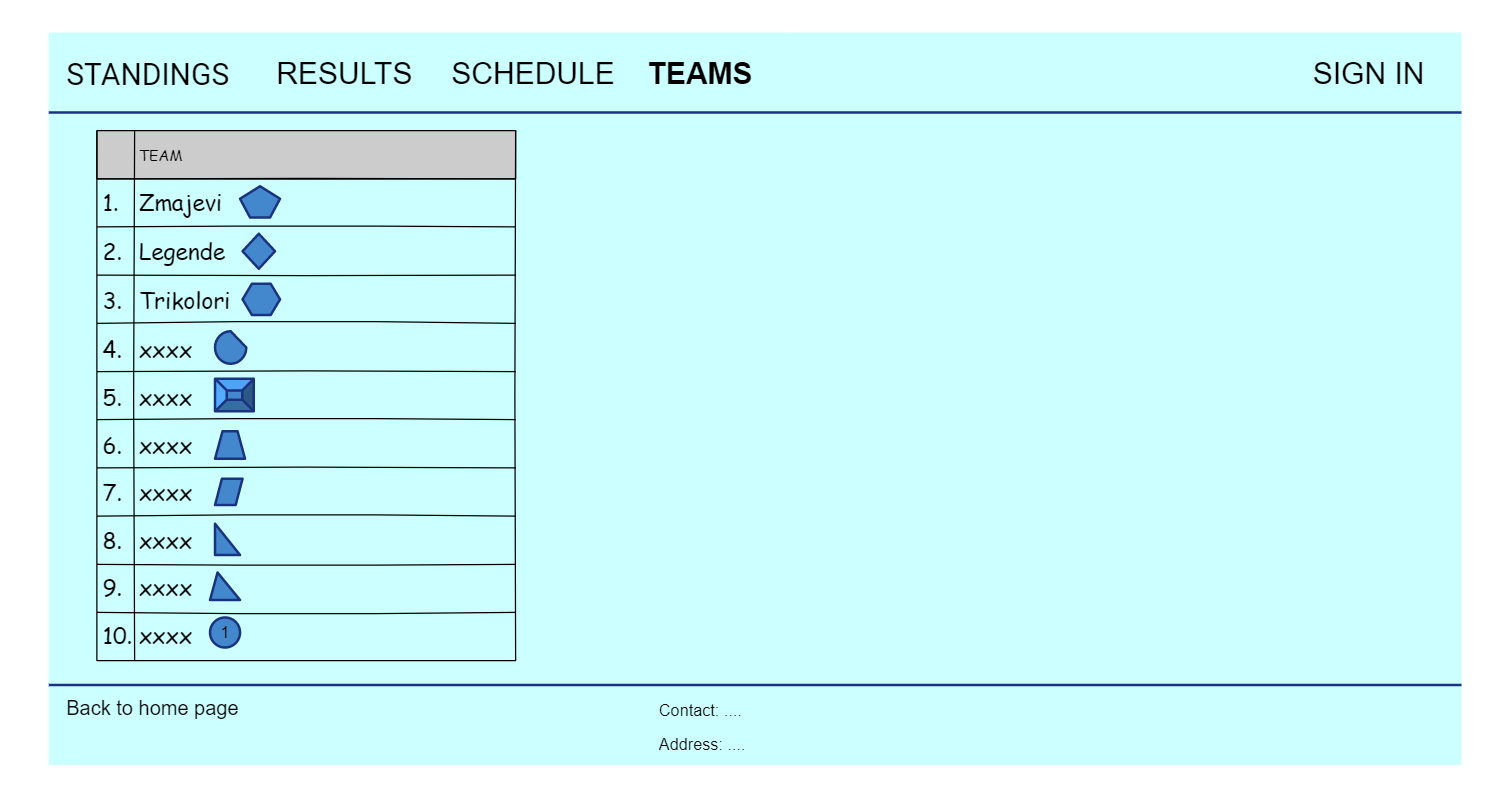 STANDINGS RESULTS SCHEDULE TEAMS SIGN IN
TEAM
1. Zmajevi
2. Legende
3. Trikolori
4. xxxx
5. xxxx
6. xxxx
7. xxxx
8. xxxx
9. xxxx
10. xxxx 1
Back to home page
Contact: ....
Address: ....